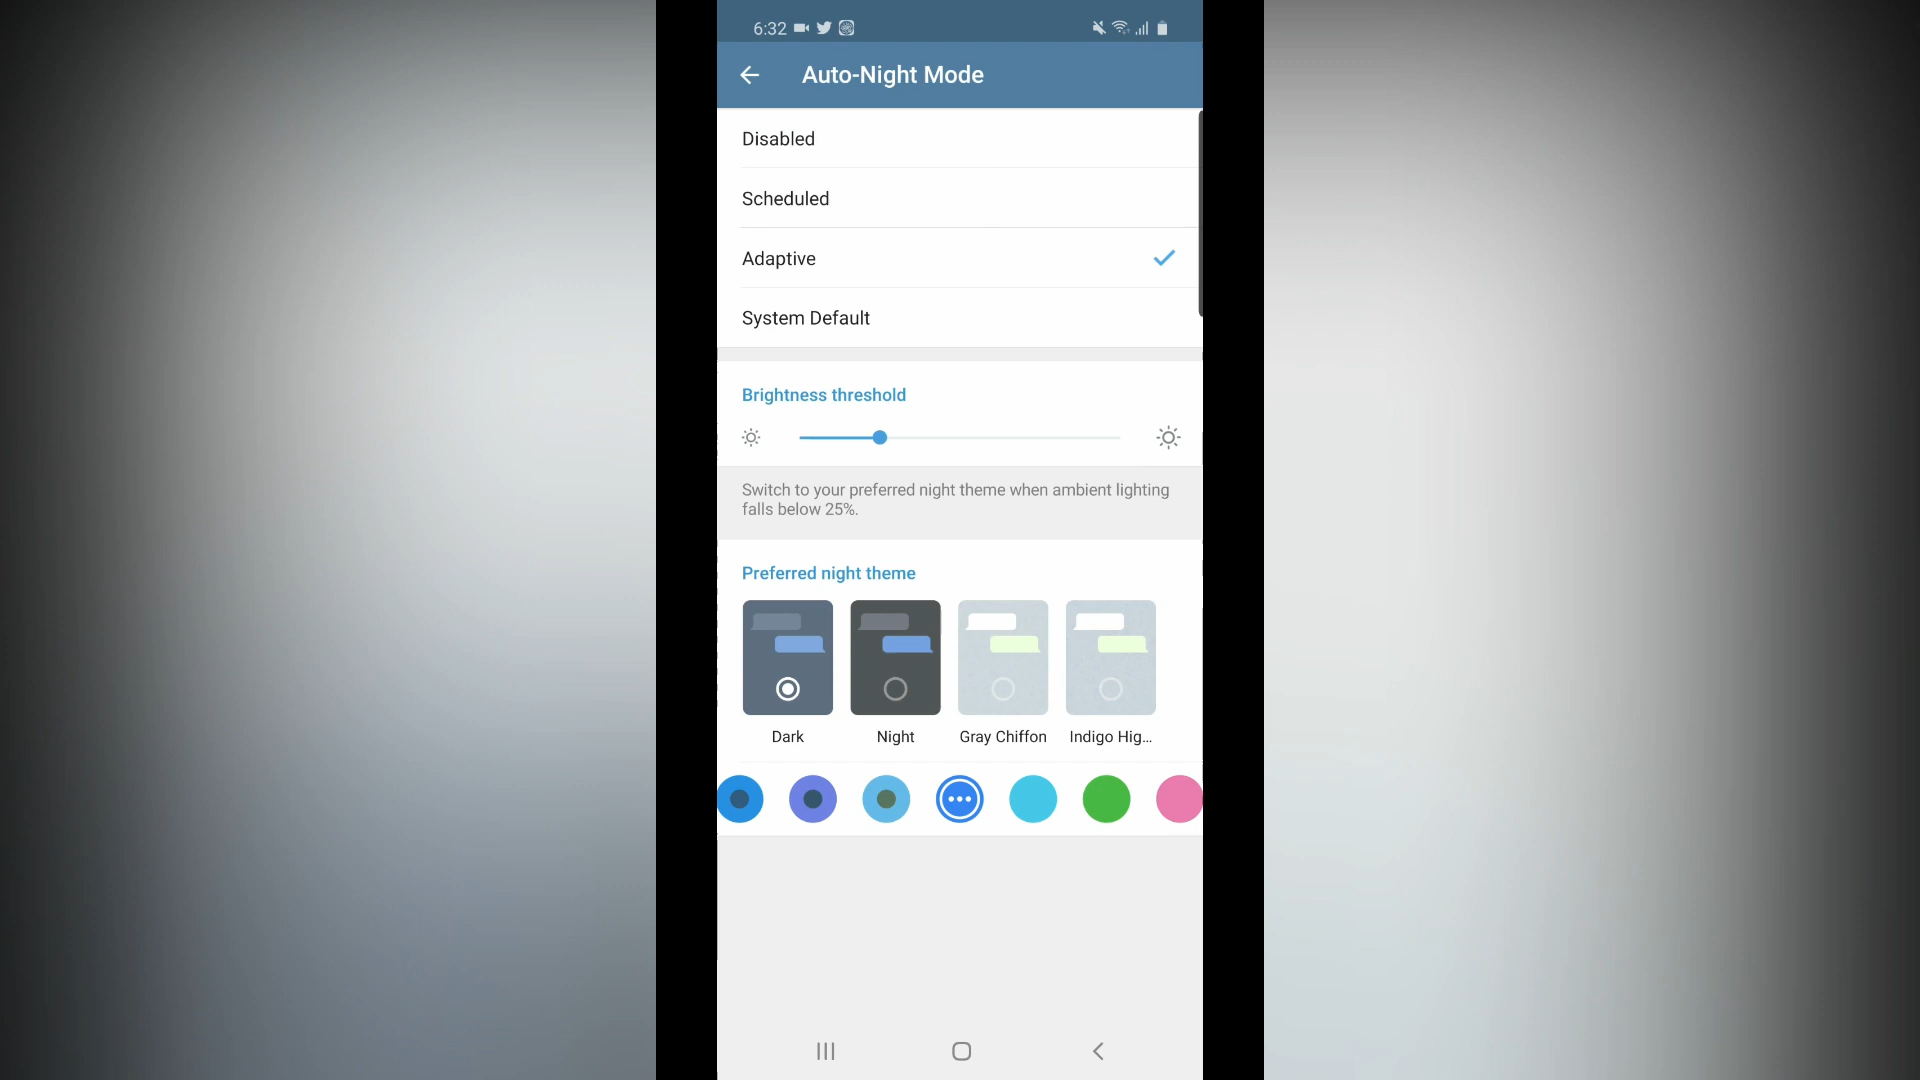 6:32
Auto-Night Mode
Disabled
Scheduled
Adaptive
System Default
Brightness threshold
Switch to your preferred night theme when ambient lighting
falls below 25%.
Preferred night theme
Dark
Night
Gray Chiffon
Indigo Hig...